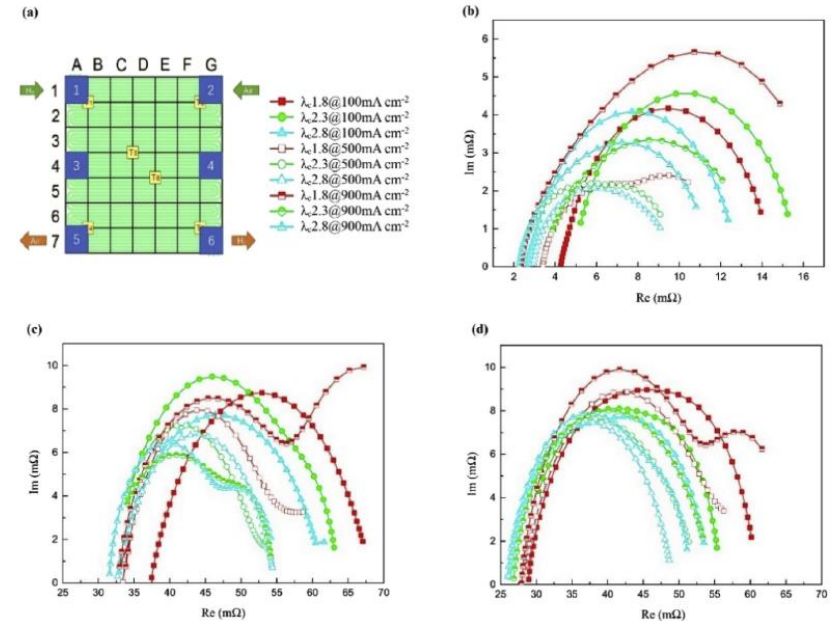 (a)
A B C D E F G
1
2
3
4
5
6
7
1
2
3
4
5
6
H₂
Air
Air
H₂
λc1.8@100mA cm-2
λc2.3@100mA cm-2
λc2.8@100mA cm-2
λc1.8@500mA cm-2
λc2.3@500mA cm-2
λc2.8@500mA cm-2
λc1.8@900mA cm-2
λc2.3@900mA cm-2
λc2.8@900mA cm-2
(b)
Im (mΩ)
6
5
4
3
2
1
0
2 4 6 8 10 12 14 16
Re (mΩ)
(c)
Im (mΩ)
10
8
6
4
2
0
25 30 35 40 45 50 55 60 65 70
Re (mΩ)
(d)
Im (mΩ)
10
8
6
4
2
0
25 30 35 40 45 50 55 60 65 70
Re (mΩ)